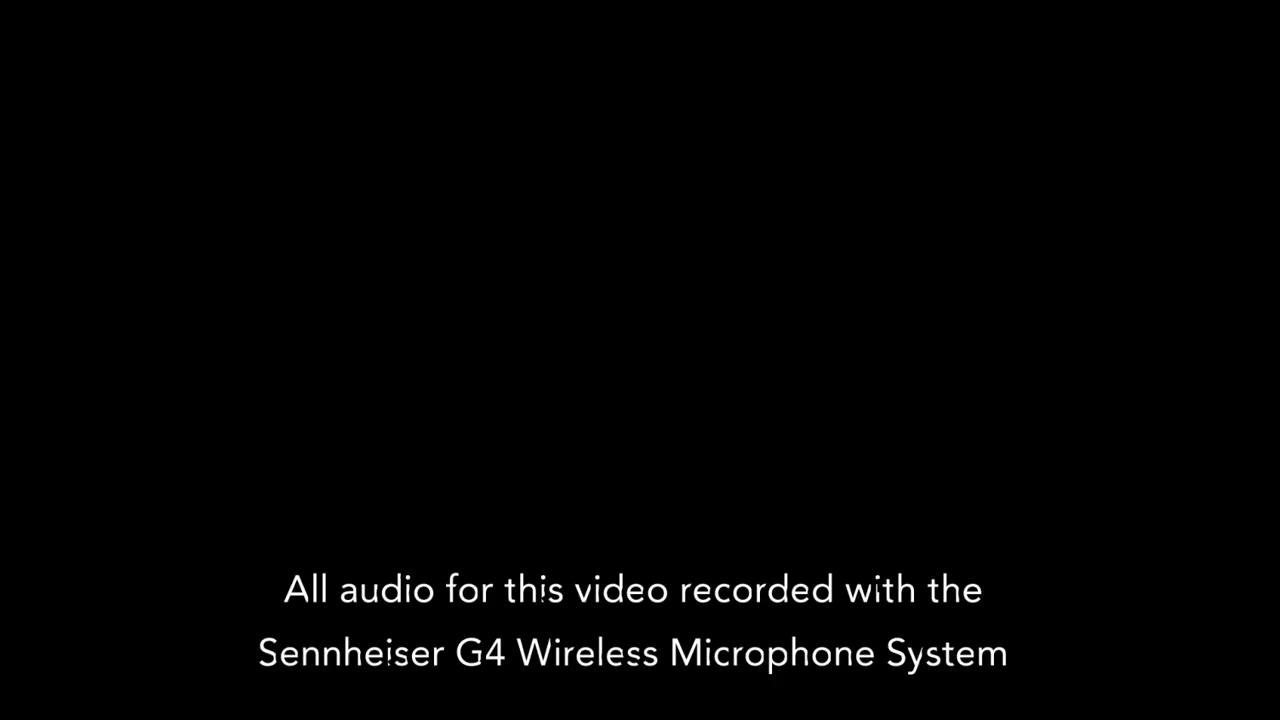 All audio for this video recorded with the
Sennheiser G4 Wireless Microphone System